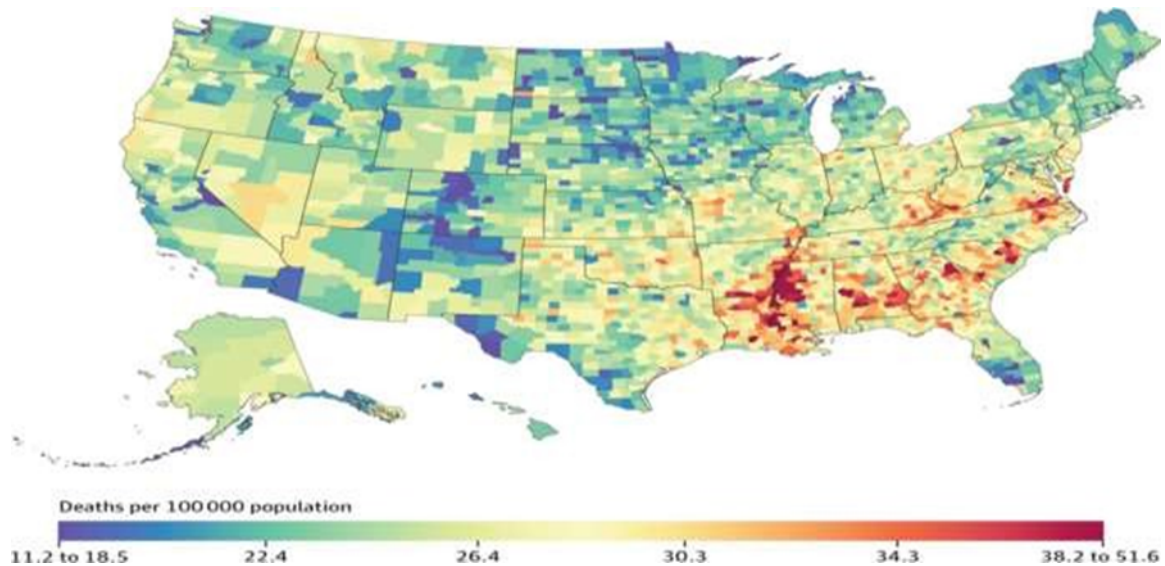 Deaths per 100 000 population
11.2 to 18.5 22.4 26.4 30.3 34.3 38.2 to 51.6